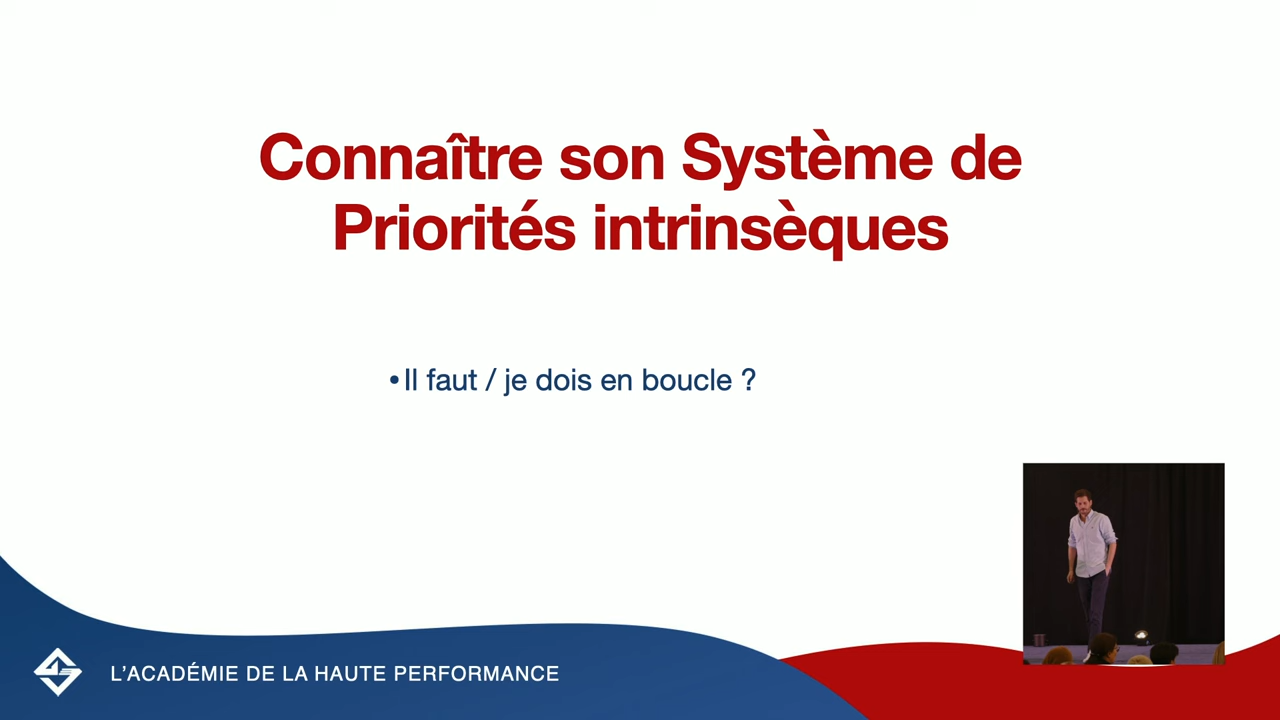 Connaître son Système de
Priorités intrinsèques
•Il faut / je dois en boucle ?
L'ACADÉMIE DE LA HAUTE PERFORMANCE